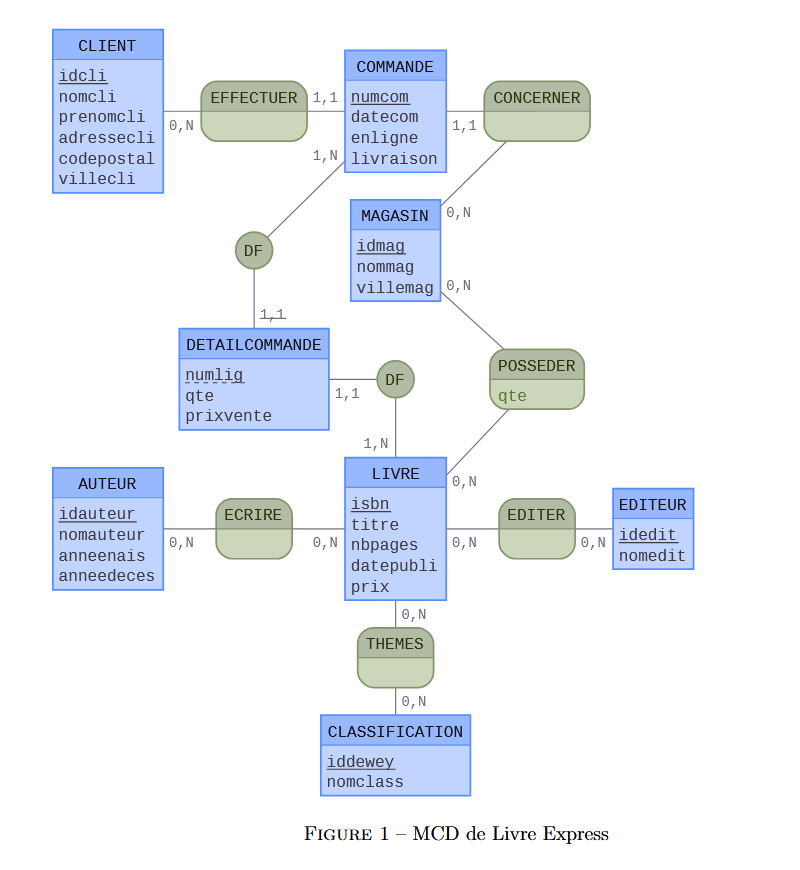 CLIENT
idcli
nomcli
prenomcli
adressecli
codepostal
villecli
0,N
EFFECTUER
1,1
COMMANDE
numcom
datecom
enligne
livraison
1,1
CONCERNER
1,N
0,N
MAGASIN
idmag
nommag
villemag
0,N
DF
1,1
DETAILCOMMANDE
numlig
qte
prixvente
1,1
DF
1,N
POSSEDER
qte
0,N
AUTEUR
idauteur
nomauteur
anneenais
anneedeces
0,N
ECRIRE
0,N
LIVRE
isbn
titre
nbpages
datepubli
prix
0,N
EDITER
0,N
EDITEUR
idedit
nomedit
0,N
THEMES
0,N
CLASSIFICATION
iddewey
nomclass
FIGURE 1 – MCD de Livre Express